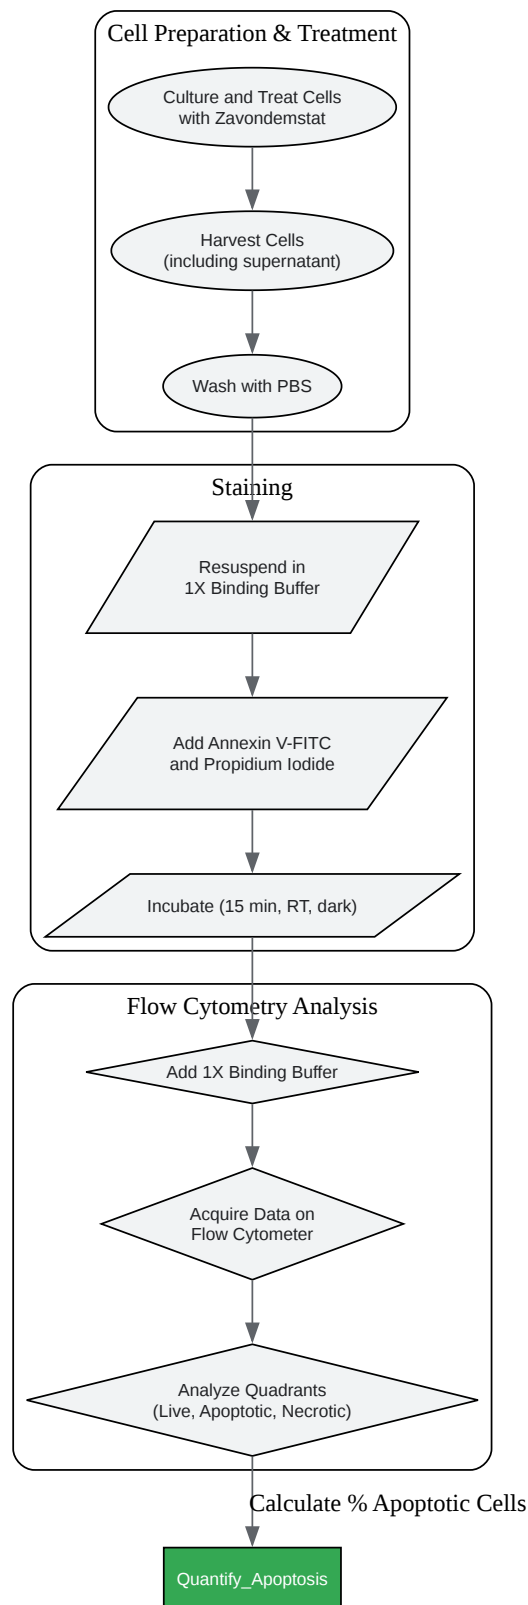 Cell Preparation & Treatment
Culture and Treat Cells
with Zavondemstat
Harvest Cells
(including supernatant)
Wash with PBS
Staining
Resuspend in
1X Binding Buffer
Add Annexin V-FITC
and Propidium Iodide
Incubate (15 min, RT, dark)
Flow Cytometry Analysis
Add 1X Binding Buffer
Acquire Data on
Flow Cytometer
Analyze Quadrants
(Live, Apoptotic, Necrotic)
Calculate % Apoptotic Cells
Quantify_Apoptosis